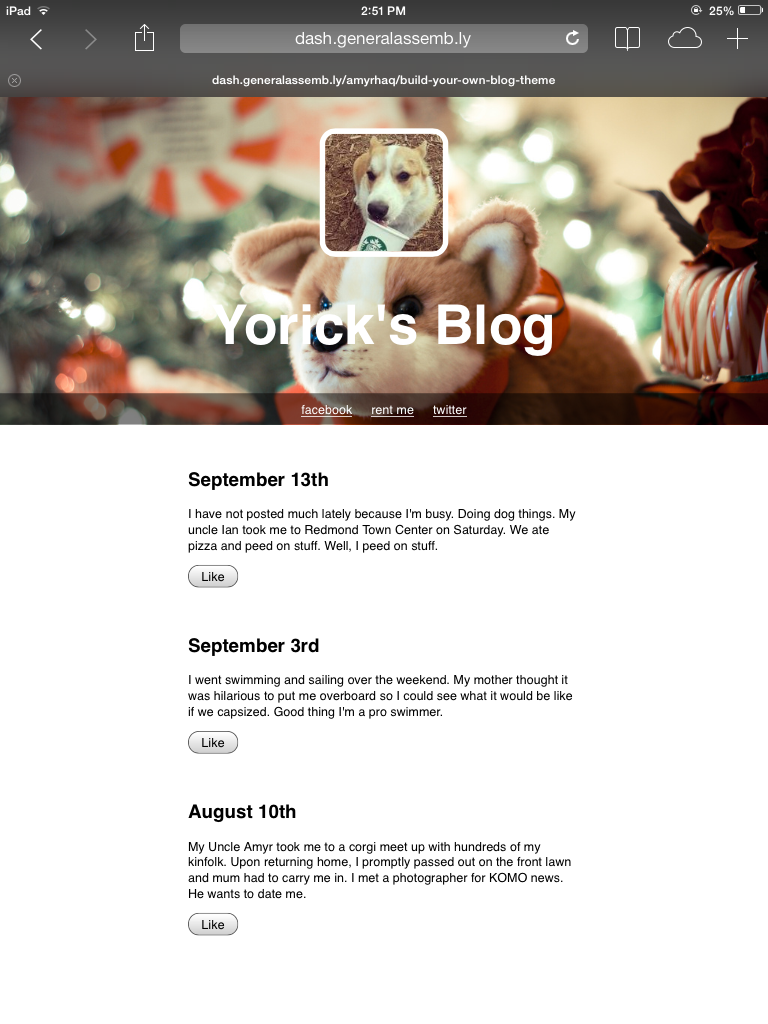 iPad 2:51 PM 25%
dash.generalassemb.ly
dash.generalassemb.ly/amyrhaq/build-your-own-blog-theme
Yorick's Blog
facebook rent me twitter
September 13th
I have not posted much lately because I'm busy. Doing dog things. My
uncle Ian took me to Redmond Town Center on Saturday. We ate
pizza and peed on stuff. Well, I peed on stuff.
Like
September 3rd
I went swimming and sailing over the weekend. My mother thought it
was hilarious to put me overboard so I could see what it would be like
if we capsized. Good thing I'm a pro swimmer.
Like
August 10th
My Uncle Amyr took me to a corgi meet up with hundreds of my
kinfolk. Upon returning home, I promptly passed out on the front lawn
and mum had to carry me in. I met a photographer for KOMO news.
He wants to date me.
Like